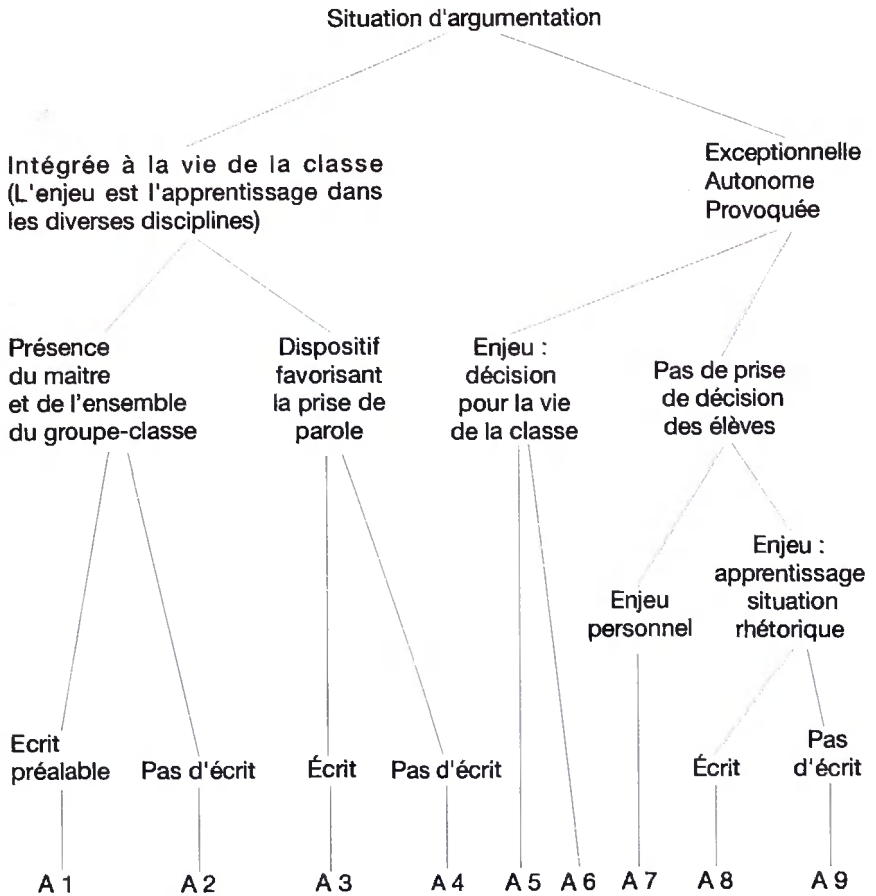 Situation d'argumentation
Intégrée à la vie de la classe
(L'enjeu est l'apprentissage dans
les diverses disciplines)
Exceptionnelle
Autonome
Provoquée
Présence
du maitre
et de l'ensemble
du groupe-classe
Dispositif
favorisant
la prise de
parole
Enjeu :
décision
pour la vie
de la classe
Pas de prise
de décision
des élèves
Enjeu
personnel
Enjeu :
apprentissage
situation
rhétorique
Ecrit
préalable
Pas d'écrit
Écrit
Pas d'écrit
Écrit
Pas
d'écrit
A 1
A 2
A 3
A 4
A 5
A 6
A 7
A 8
A 9